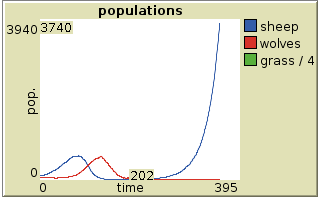 populations
3940
3740
pop.
0
202
0
time
395
sheep
wolves
grass / 4